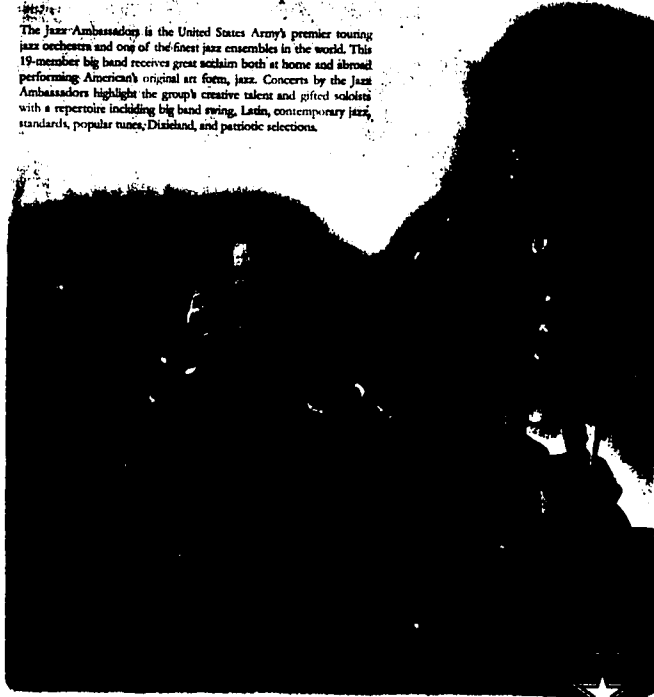 The Jazz Ambassadors is the United States Army's premier touring
jazz orchestra and one of the finest jazz ensembles in the world. This
19-member big band receives great acclaim both at home and abroad
performing American's original art form, jazz. Concerts by the Jazz
Ambassadors highlight the group's creative talent and gifted soloists
with a repertoire including big band swing, Latin, contemporary jazz,
standards, popular tunes, Dixieland, and patriotic selections.